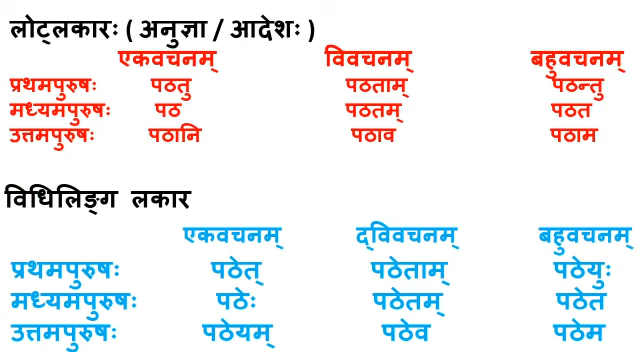 लोट्लकारः ( अनुज्ञा / आदेशः )
एकवचनम् विवचनम् बहुवचनम्
प्रथमपुरुषः पठतु पठताम् पठन्तु
मध्यमपुरुषः पठ पठतम् पठत
उत्तमपुरुषः पठानि पठाव पठाम
विधिलिङ्ग लकार
एकवचनम् द्विवचनम् बहुवचनम्
प्रथमपुरुषः पठेत् पठेताम् पठेयुः
मध्यमपुरुषः पठेः पठेतम् पठेत
उत्तमपुरुषः पठेयम् पठेव पठेम